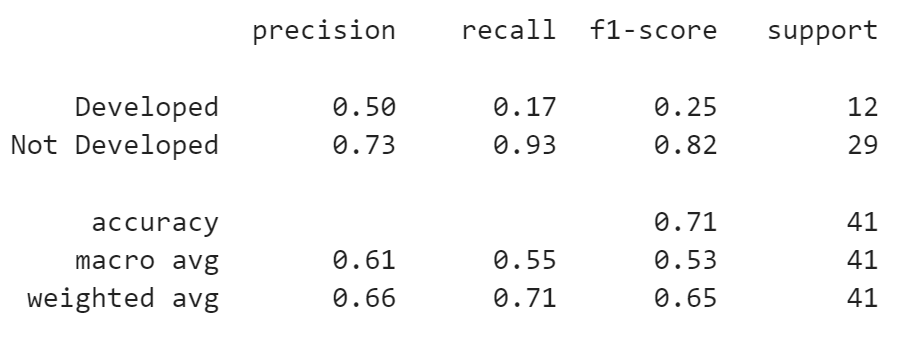 precision recall f1-score support
Developed 0.50 0.17 0.25 12
Not Developed 0.73 0.93 0.82 29
accuracy 0.71 41
macro avg 0.61 0.55 0.53 41
weighted avg 0.66 0.71 0.65 41